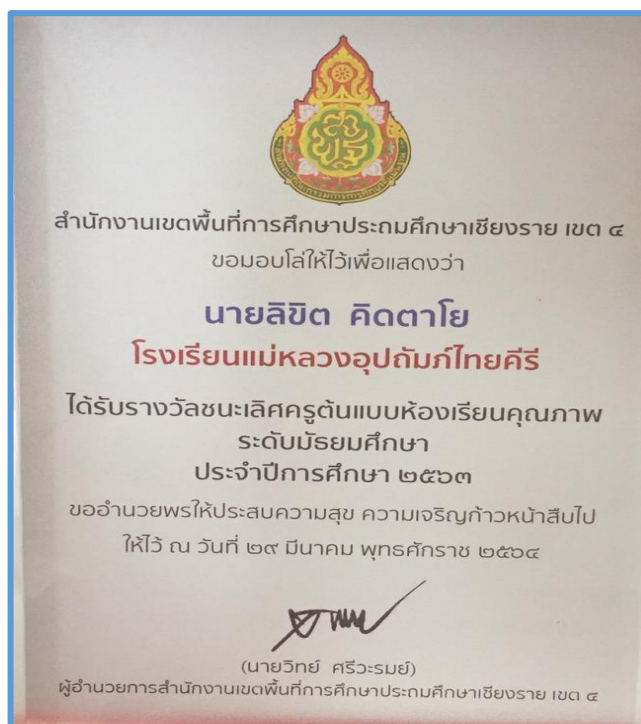 สำนักงานเขตพื้นที่การศึกษาประถมศึกษาเชียงราย เขต ๔
ขอมอบโล่ให้ไว้เพื่อแสดงว่า
นายลิขิต คิดตาโย
โรงเรียนแม่หลวงอุปถัมภ์ไทยคีรี
ได้รับรางวัลชนะเลิศครูต้นแบบห้องเรียนคุณภาพ
ระดับมัธยมศึกษา
ประจำปีการศึกษา ๒๕๖๓
ขออำนวยพรให้ประสบความสุข ความเจริญก้าวหน้าสืบไป
ให้ไว้ ณ วันที่ ๒๙ มีนาคม พุทธศักราช ๒๕๖๔
(นายวิทย์ ศรีวะรมย์)
ผู้อำนวยการสำนักงานเขตพื้นที่การศึกษาประถมศึกษาเชียงราย เขต ๔